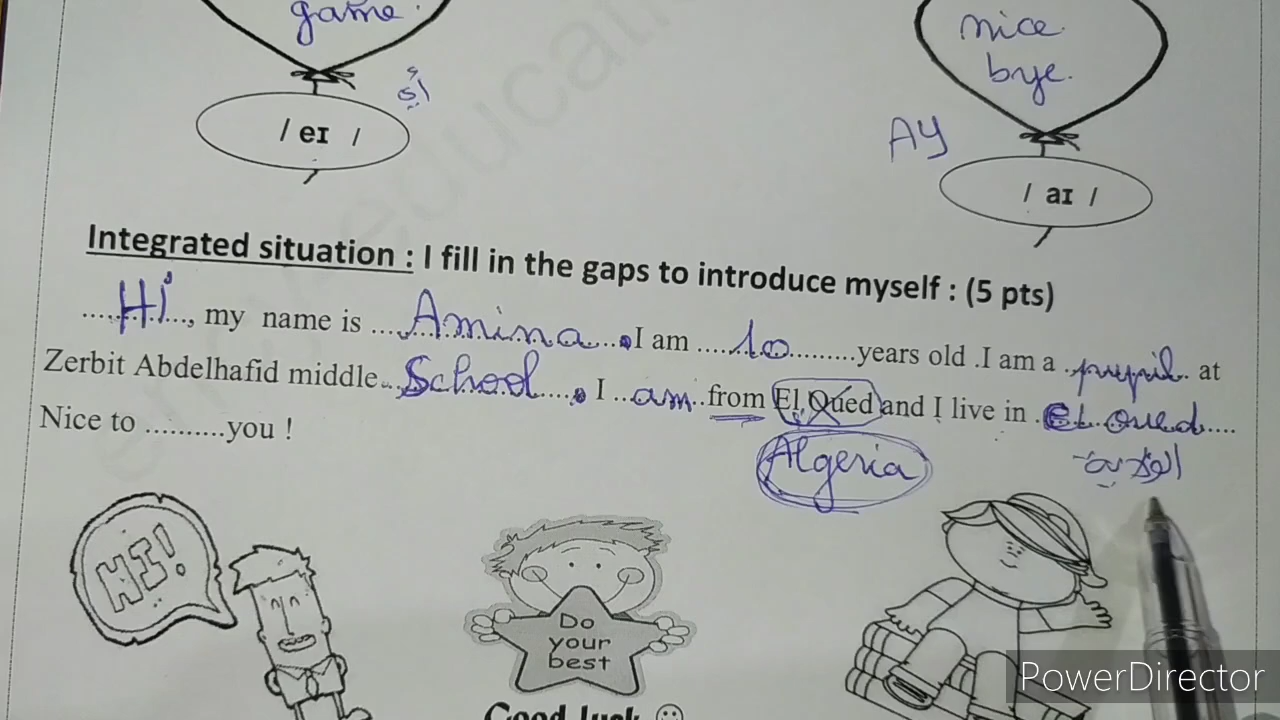 game.
nice.
bye.
/ eɪ /
أَيْ
AY
/ aɪ /
Integrated situation : I fill in the gaps to introduce myself : (5 pts)
Hi, my name is Amina. I am 10 years old .I am a pupil at
Zerbit Abdelhafid middle School. I am from El Oued and I live in El oued
Nice to ..........you !
Algeria
الولاية
HI!
Do
your
best
Good luck ☺
PowerDirector